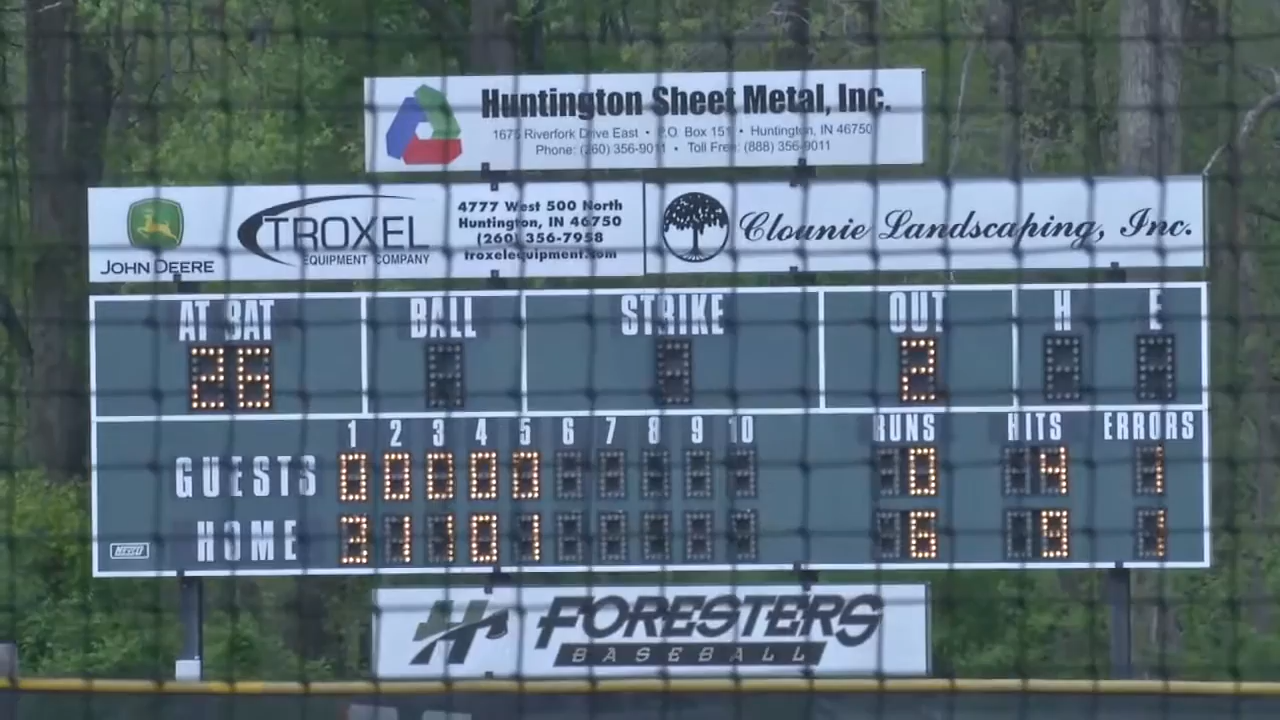 Huntington Sheet Metal, Inc.
1675 Riverfork Drive East • P.O. Box 151 • Huntington, IN 46750
Phone: (260) 356-9011 • Toll Free: (888) 356-9011
JOHN DEERE
TROXEL
EQUIPMENT COMPANY
4777 West 500 North
Huntington, IN 46750
(260) 356-7958
troxelequipment.com
Clounie Landscaping, Inc.
AT BAT BALL STRIKE OUT H E
26 2
1 2 3 4 5 6 7 8 9 10 RUNS HITS ERRORS
GUESTS 0 0 0 0 0 0 4 1
HOME 3 1 1 0 1 6 9 1
NEVCO
H FORESTERS
BASEBALL